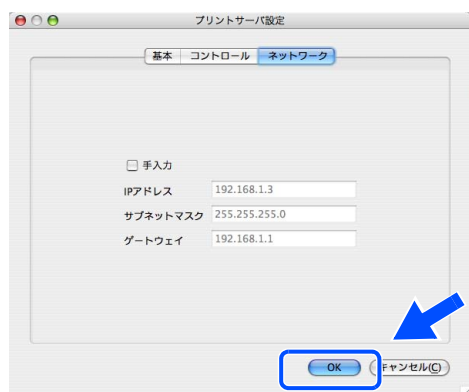 プリントサーバ設定
基本 コントロール ネットワーク
手入力
IPアドレス 192.168.1.3
サブネットマスク 255.255.255.0
ゲートウェイ 192.168.1.1
OK キャンセル(C)